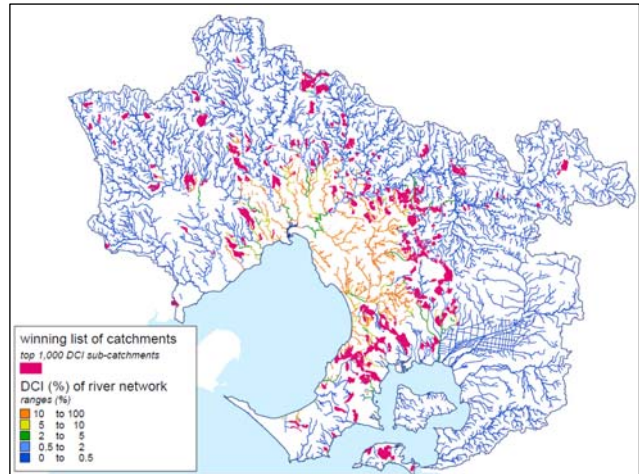 winning list of catchments
top 1,000 DCI sub-catchments
DCI (%) of river network
ranges (%)
10 to 100
5 to 10
2 to 5
0.5 to 2
0 to 0.5